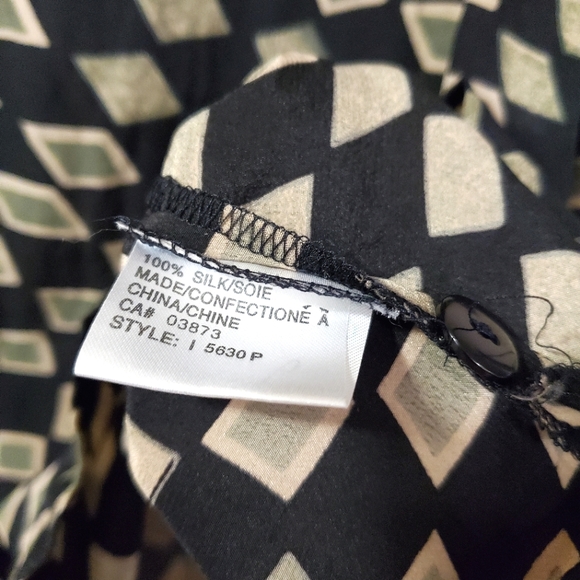 100% SILK/SOIE
MADE/CONFECTIONÉ À
CHINA/CHINE
CA# 03873
STYLE: I 5630 P